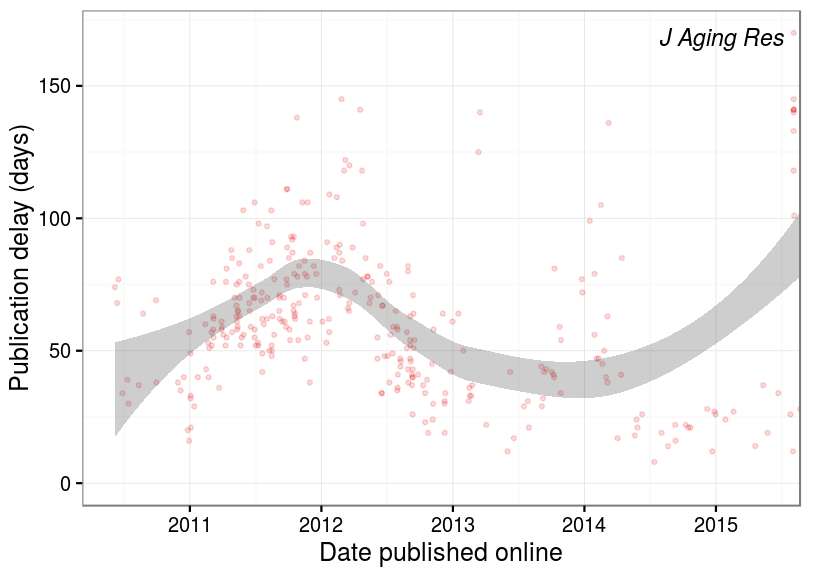 J Aging Res
Publication delay (days)
150
100
50
0
2011 2012 2013 2014 2015
Date published online